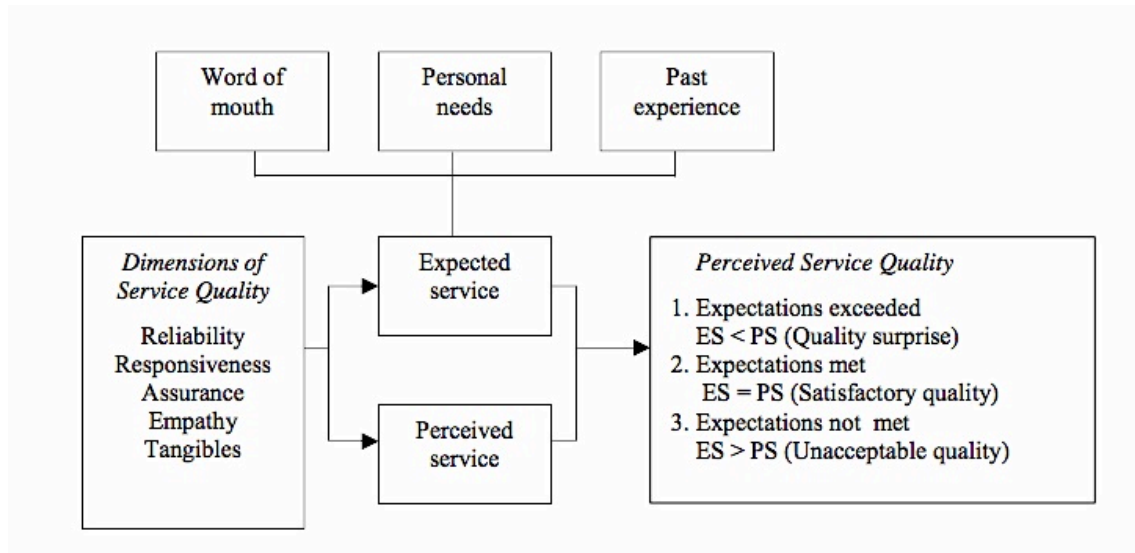 Word of
mouth
Personal
needs
Past
experience
Dimensions of
Service Quality
Reliability
Responsiveness
Assurance
Empathy
Tangibles
Expected
service
Perceived
service
Perceived Service Quality
1. Expectations exceeded
ES < PS (Quality surprise)
2. Expectations met
ES = PS (Satisfactory quality)
3. Expectations not met
ES > PS (Unacceptable quality)